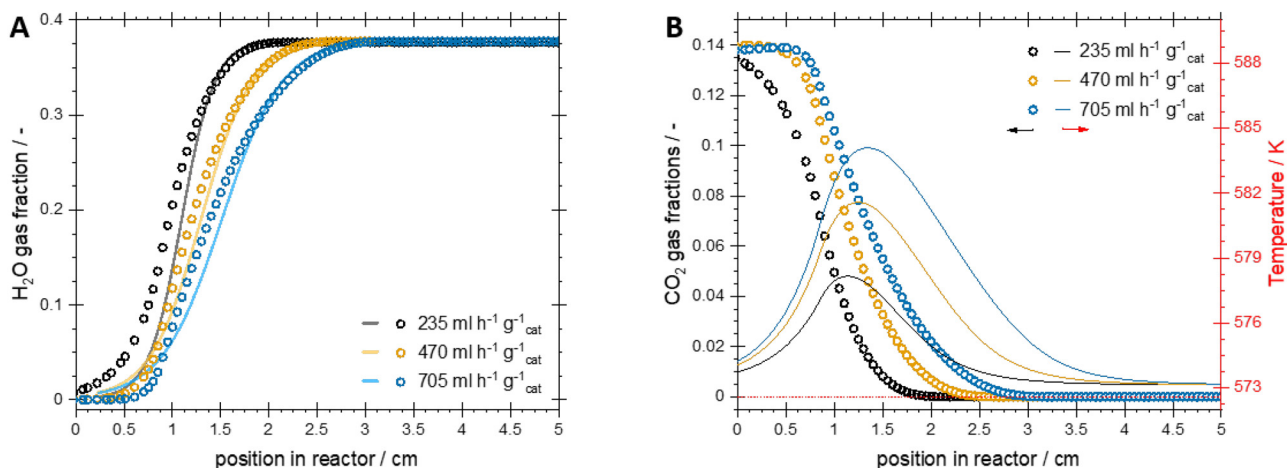 A
H₂O gas fraction / -
0.4
0.3
0.2
0.1
0
0 0.5 1 1.5 2 2.5 3 3.5 4 4.5 5
position in reactor / cm
235 ml h⁻¹ g⁻¹cat
470 ml h⁻¹ g⁻¹cat
705 ml h⁻¹ g⁻¹cat
B
CO₂ gas fractions / -
0.14
0.12
0.1
0.08
0.06
0.04
0.02
0
0 0.5 1 1.5 2 2.5 3 3.5 4 4.5 5
position in reactor / cm
235 ml h⁻¹ g⁻¹cat
470 ml h⁻¹ g⁻¹cat
705 ml h⁻¹ g⁻¹cat
588
585
582
579
576
573
Temperature / K